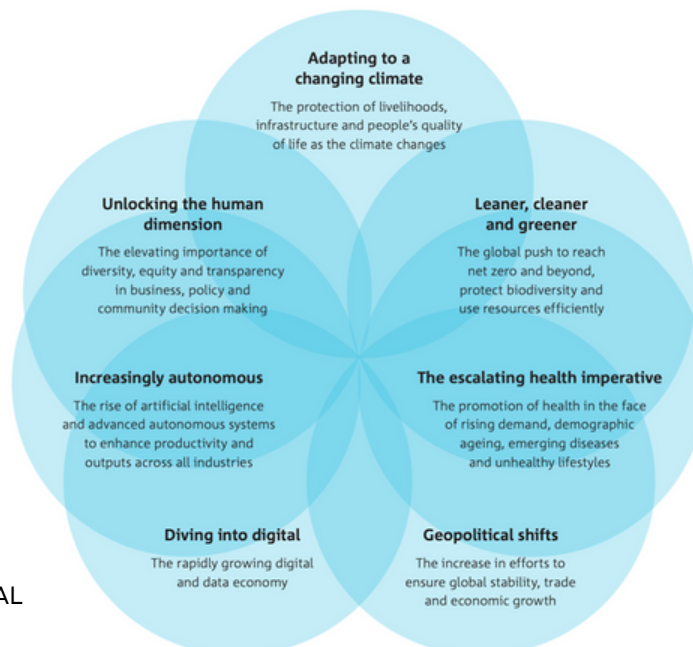 Adapting to a
changing climate
The protection of livelihoods,
infrastructure and people's quality
of life as the climate changes
Unlocking the human
dimension
The elevating importance of
diversity, equity and transparency
in business, policy and
community decision making
Leaner, cleaner
and greener
The global push to reach
net zero and beyond,
protect biodiversity and
use resources efficiently
Increasingly autonomous
The rise of artificial intelligence
and advanced autonomous systems
to enhance productivity and
outputs across all industries
The escalating health imperative
The promotion of health in the face
of rising demand, demographic
ageing, emerging diseases
and unhealthy lifestyles
Diving into digital
The rapidly growing digital
and data economy
Geopolitical shifts
The increase in efforts to
ensure global stability, trade
and economic growth
AL